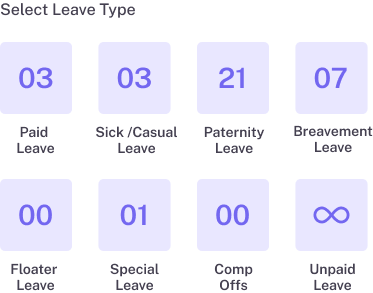 Select Leave Type
03 03 21 07
Paid Sick /Casual Paternity Breavement
Leave Leave Leave Leave
00 01 00 ∞
Floater Special Comp Unpaid
Leave Leave Offs Leave